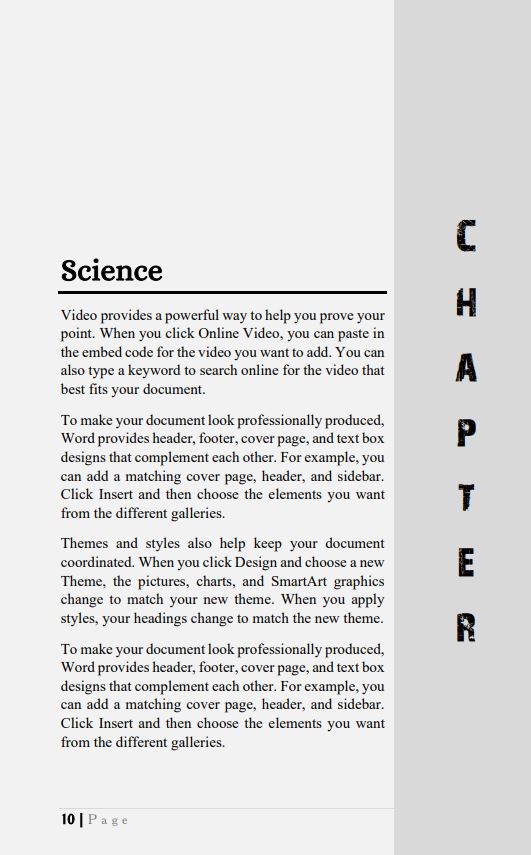 Science
Video provides a powerful way to help you prove your
point. When you click Online Video, you can paste in
the embed code for the video you want to add. You can
also type a keyword to search online for the video that
best fits your document.
To make your document look professionally produced,
Word provides header, footer, cover page, and text box
designs that complement each other. For example, you
can add a matching cover page, header, and sidebar.
Click Insert and then choose the elements you want
from the different galleries.
Themes and styles also help keep your document
coordinated. When you click Design and choose a new
Theme, the pictures, charts, and SmartArt graphics
change to match your new theme. When you apply
styles, your headings change to match the new theme.
To make your document look professionally produced,
Word provides header, footer, cover page, and text box
designs that complement each other. For example, you
can add a matching cover page, header, and sidebar.
Click Insert and then choose the elements you want
from the different galleries.
10 | Page
C
H
A
P
T
E
R